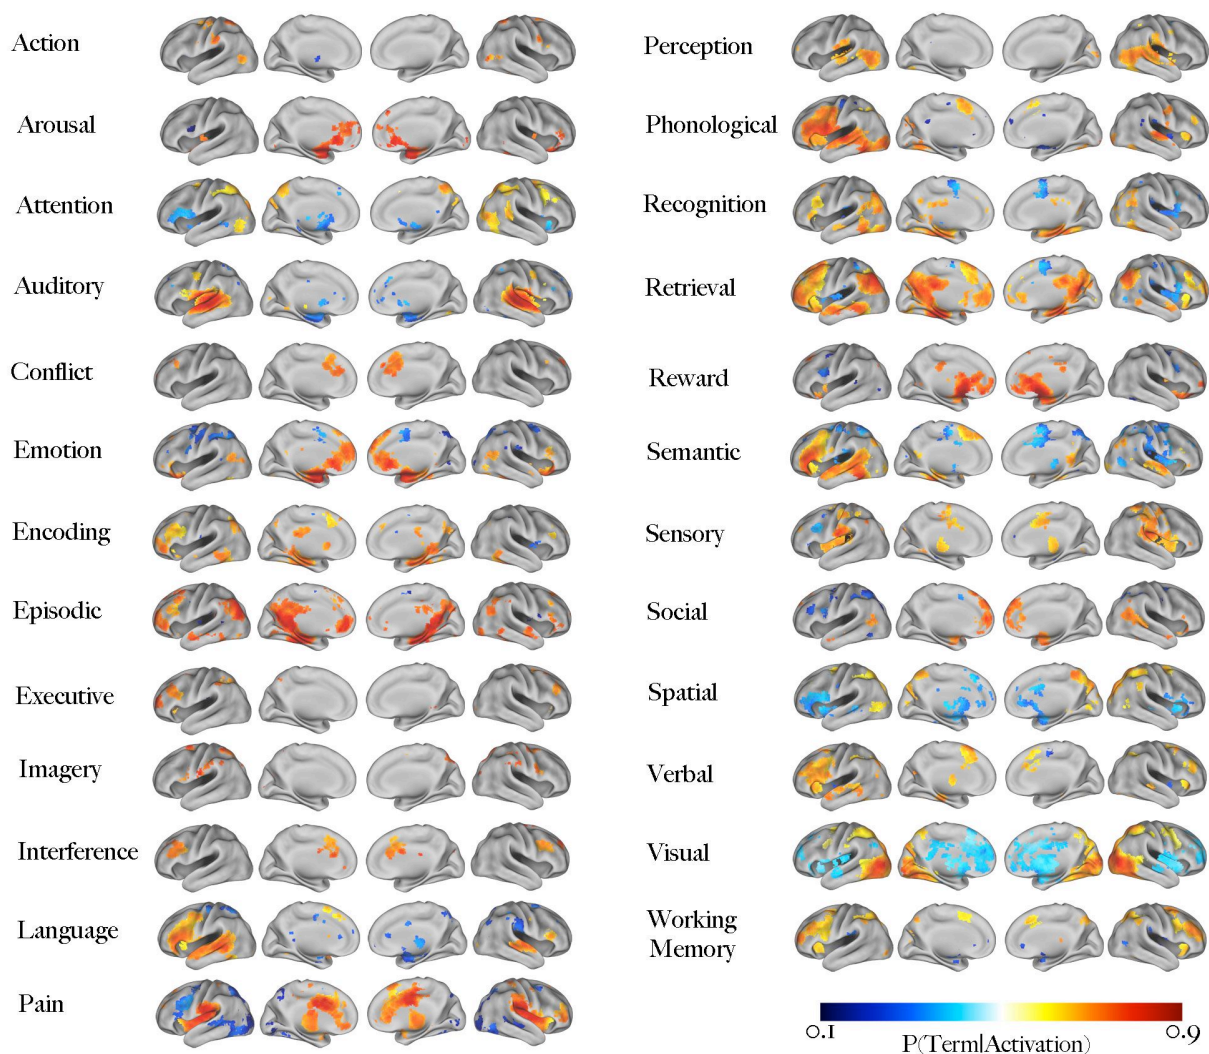 Action
Arousal
Attention
Auditory
Conflict
Emotion
Encoding
Episodic
Executive
Imagery
Interference
Language
Pain
Perception
Phonological
Recognition
Retrieval
Reward
Semantic
Sensory
Social
Spatial
Verbal
Visual
Working
Memory
0.1
0.9
P(Term|Activation)